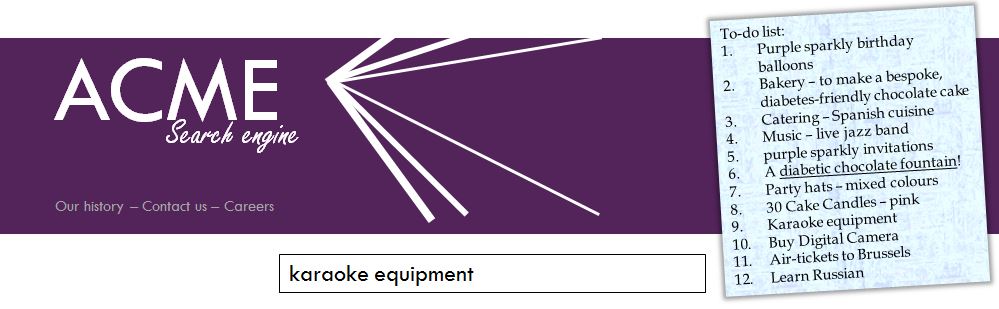 ACME
Search engine
Our history – Contact us – Careers
karaoke equipment
To-do list:
1. Purple sparkly birthday
balloons
2. Bakery – to make a bespoke,
diabetes-friendly chocolate cake
3. Catering – Spanish cuisine
4. Music – live jazz band
5. purple sparkly invitations
6. A diabetic chocolate fountain!
7. Party hats – mixed colours
8. 30 Cake Candles – pink
9. Karaoke equipment
10. Buy Digital Camera
11. Air-tickets to Brussels
12. Learn Russian